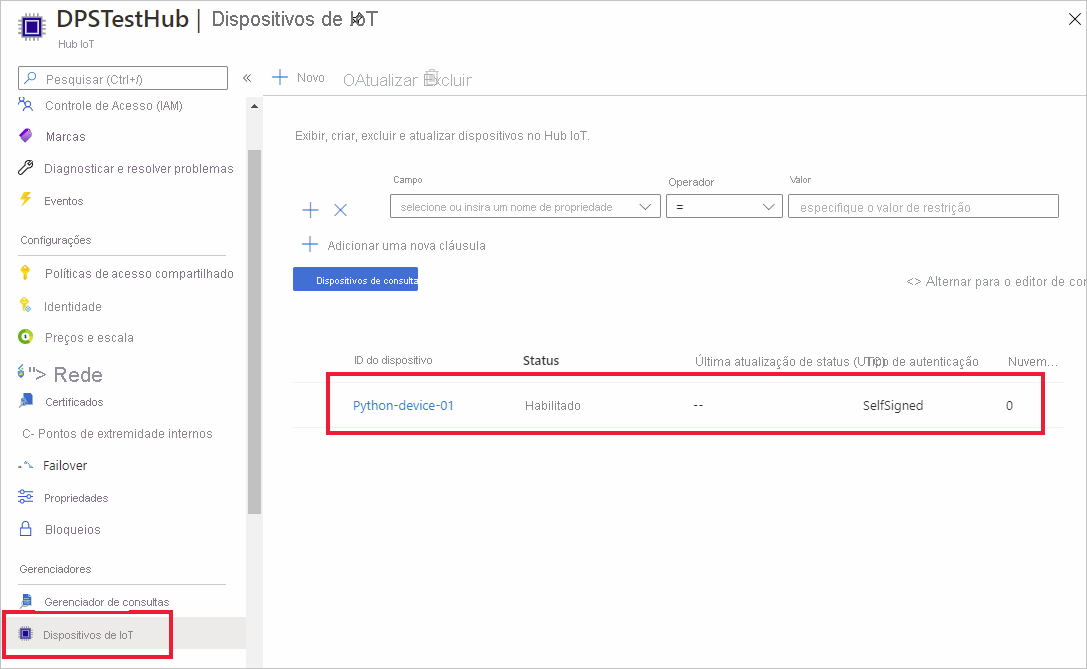 DPSTestHub | Dispositivos de IoT
Hub IoT
Pesquisar (Ctrl+/)
Controle de Acesso (IAM)
Marcas
Diagnosticar e resolver problemas
Eventos
Configurações
Políticas de acesso compartilhado
Identidade
Preços e escala
"> Rede
Certificados
C- Pontos de extremidade internos
Failover
Propriedades
Bloqueios
Gerenciadores
Gerenciador de consultas
Dispositivos de IoT
Novo OAtualizar Excluir
Exibir, criar, excluir e atualizar dispositivos no Hub IoT.
Campo Operador Valor
selecione ou insira um nome de propriedade = especifique o valor de restrição
Adicionar uma nova cláusula
Dispositivos de consulta
<> Alternar para o editor de cor
ID do dispositivo Status Última atualização de status (UTC) Tipo de autenticação Nuvem...
Python-device-01 Habilitado -- SelfSigned 0